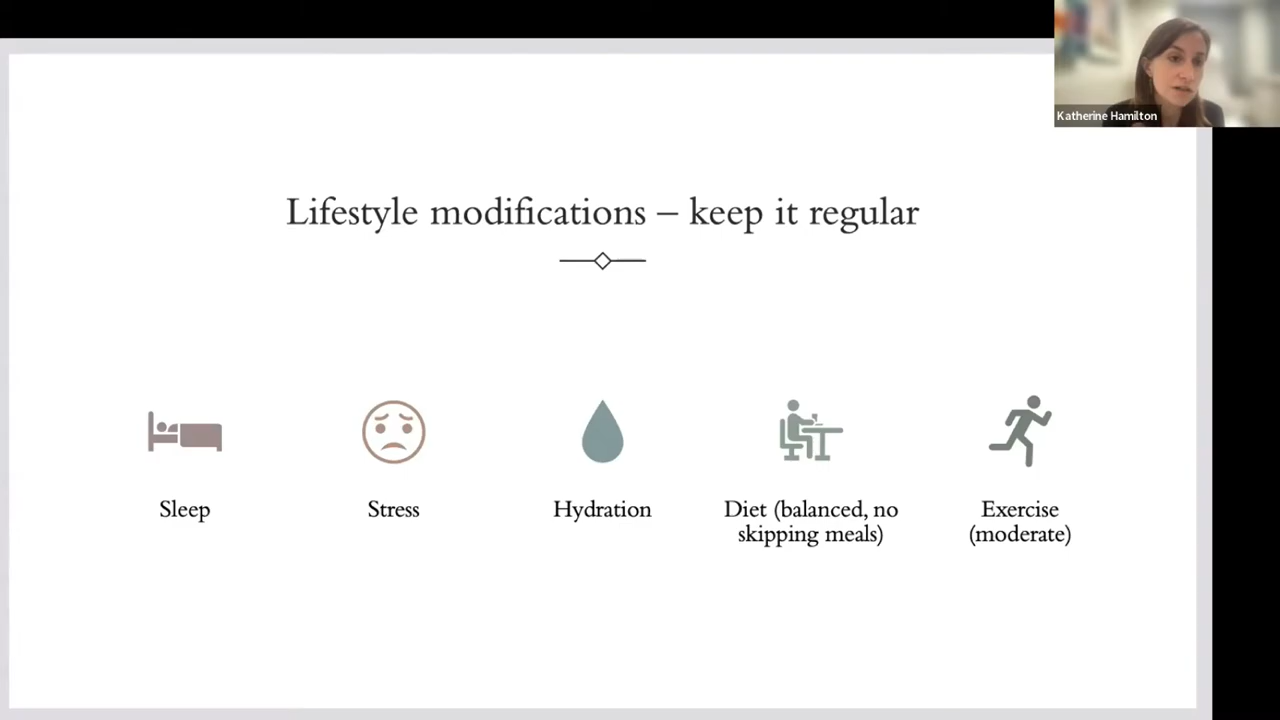 Katherine Hamilton
Lifestyle modifications – keep it regular
Sleep
Stress
Hydration
Diet (balanced, no
skipping meals)
Exercise
(moderate)